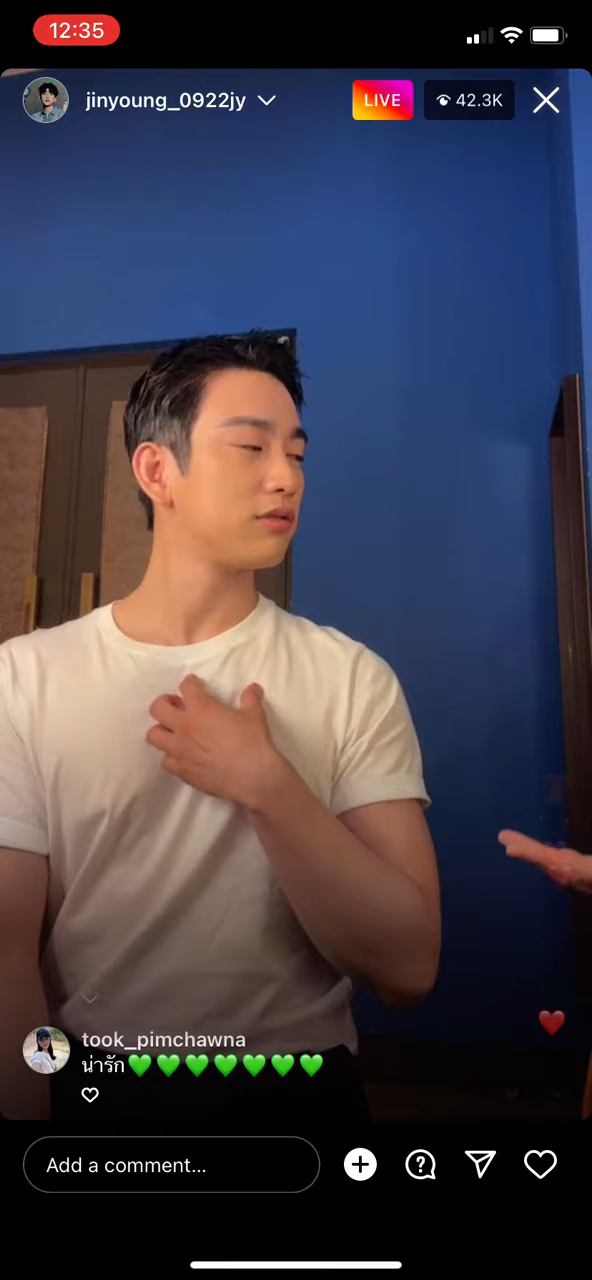 12:35
jinyoung_0922jy
LIVE
42.3K
took_pimchawna
น่ารัก💚💚💚💚💚💚💚
Add a comment...